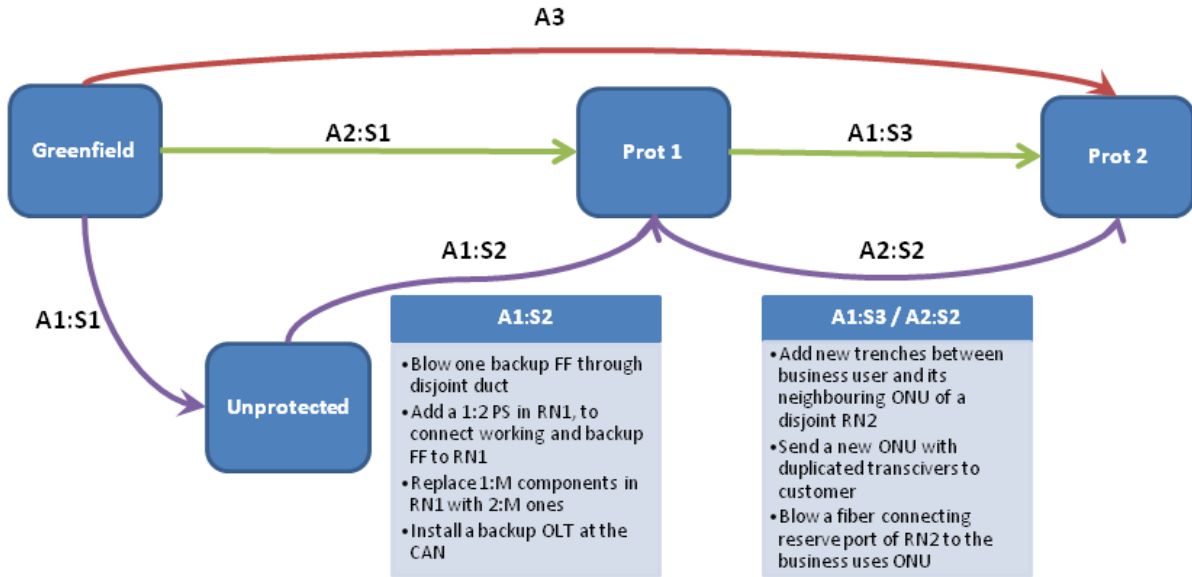 A3
Greenfield
A2:S1
Prot 1
A1:S3
Prot 2
A1:S2
A2:S2
A1:S1
Unprotected
A1:S2
•Blow one backup FF through
disjoint duct
•Add a 1:2 PS in RN1, to
connect working and backup
FF to RN1
•Replace 1:M components in
RN1 with 2:M ones
•Install a backup OLT at the
CAN
A1:S3 / A2:S2
•Add new trenches between
business user and its
neighbouring ONU of a
disjoint RN2
•Send a new ONU with
duplicated transcivers to
customer
•Blow a fiber connecting
reserve port of RN2 to the
business uses ONU